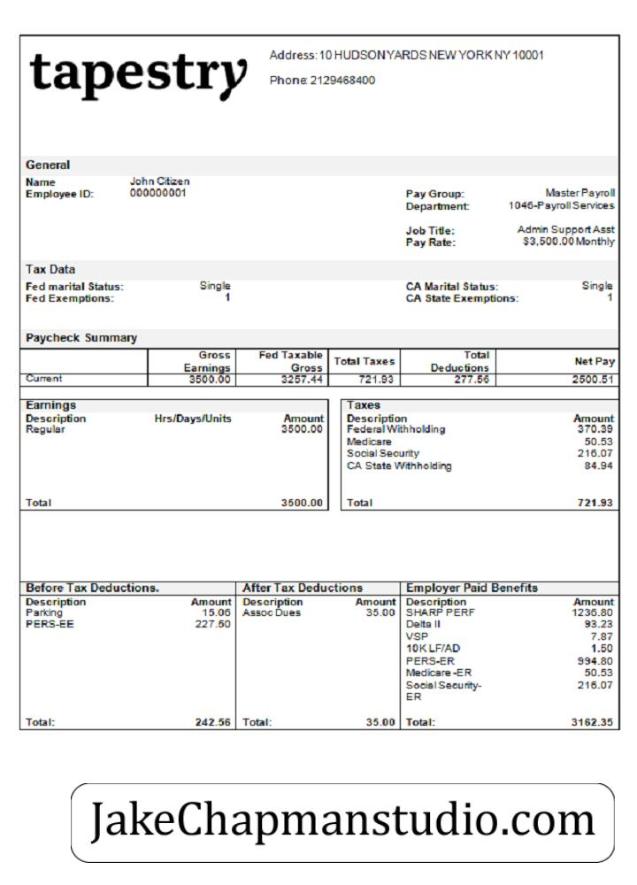 tapestry
Address: 10 HUDSON YARDS NEW YORK NY 10001
Phone: 2129468400
General
Name John Citizen
Employee ID: 000000001
Pay Group: Master Payroll
Department: 1046-Payroll Services
Job Title: Admin Support Asst
Pay Rate: $3,500.00 Monthly
Tax Data
Fed marital Status: Single CA Marital Status: Single
Fed Exemptions: 1 CA State Exemptions: 1
Paycheck Summary
Gross Earnings Fed Taxable Gross Total Taxes Total Deductions Net Pay
Current 3500.00 3257.44 721.93 277.56 2500.51
Earnings Taxes
Description Hrs/Days/Units Amount Description Amount
Regular 3500.00 Federal Withholding 370.39
Medicare 50.53
Social Security 216.07
CA State Withholding 84.94
Total 3500.00 Total 721.93
Before Tax Deductions. After Tax Deductions Employer Paid Benefits
Description Amount Description Amount Description Amount
Parking 15.06 Assoc Dues 35.00 SHARP PERF 1236.80
PERS-EE 227.50 Delta II 93.23
VSP 7.87
10K LF/AD 1.50
PERS-ER 994.80
Medicare -ER 50.53
Social Security- 216.07
ER
Total: 242.56 Total: 35.00 Total: 3162.35
JakeChapmanstudio.com